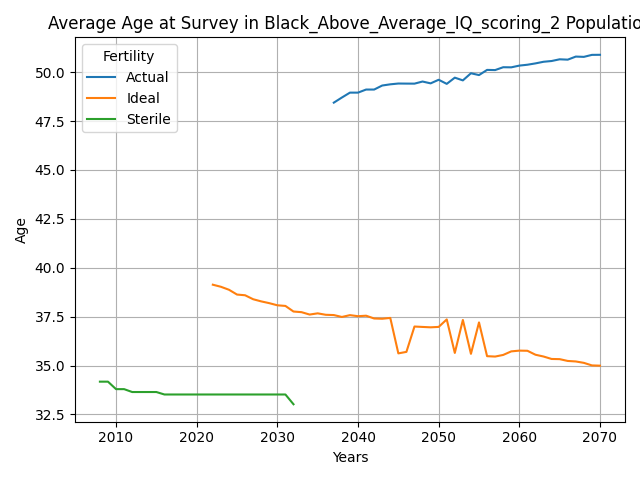 Average Age at Survey in Black_Above_Average_IQ_scoring_2 Populatio
Fertility
Actual
Ideal
Sterile
50.0
47.5
45.0
42.5
40.0
37.5
35.0
32.5
Age
2010 2020 2030 2040 2050 2060 2070
Years